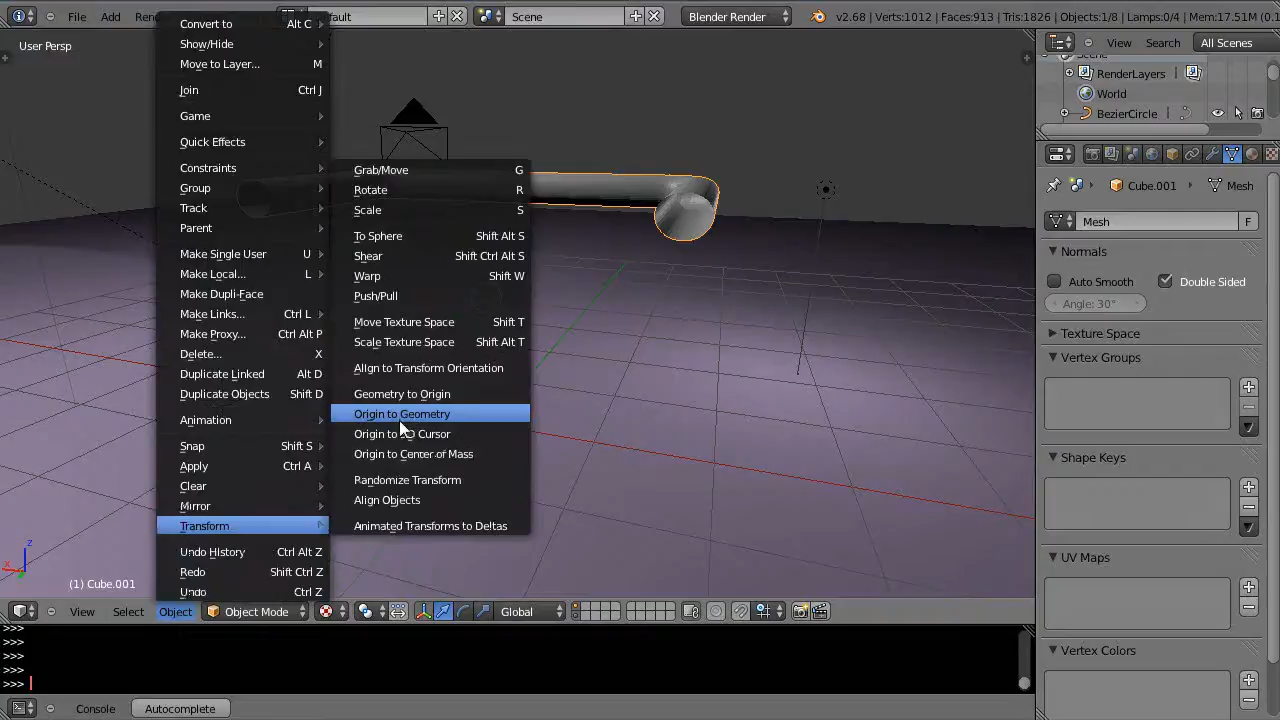 File
Add
Rend
fault
Scene
Blender Render
v2.68 | Verts:1012 | Faces:913 | Tris:1826 | Objects:1/8 | Lamps:0/4 | Mem:17.51M (0.1
User Persp
Convert to Alt C
Show/Hide
Move to Layer... M
Join Ctrl J
Game
Quick Effects
Constraints
Group
Track
Parent
Make Single User U
Make Local... L
Make Dupli-Face
Make Links... Ctrl L
Make Proxy... Ctrl Alt P
Delete... X
Duplicate Linked Alt D
Duplicate Objects Shift D
Animation
Snap Shift S
Apply Ctrl A
Clear
Mirror
Transform
Undo History Ctrl Alt Z
Redo Shift Ctrl Z
Undo Ctrl Z
Grab/Move G
Rotate R
Scale S
To Sphere Shift Alt S
Shear Shift Ctrl Alt S
Warp Shift W
Push/Pull
Move Texture Space Shift T
Scale Texture Space Shift Alt T
Align to Transform Orientation
Geometry to Origin
Origin to Geometry
Origin to 3D Cursor
Origin to Center of Mass
Randomize Transform
Align Objects
Animated Transforms to Deltas
z
x
(1) Cube.001
View
Select
Object
Object Mode
Global
>>>
>>>
>>>
>>>
>>>
Console
Autocomplete
View
Search
All Scenes
Scene
RenderLayers |
World
BezierCircle |
Cube.001
Mesh
Mesh
F
Normals
Auto Smooth
Double Sided
Angle: 30°
Texture Space
Vertex Groups
Shape Keys
UV Maps
Vertex Colors